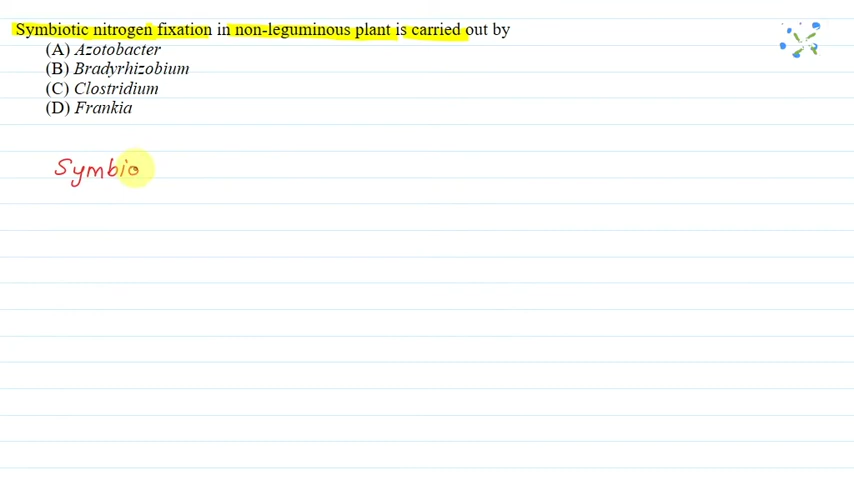 Symbiotic nitrogen fixation in non-leguminous plant is carried out by
(A) Azotobacter
(B) Bradyrhizobium
(C) Clostridium
(D) Frankia
Symbio